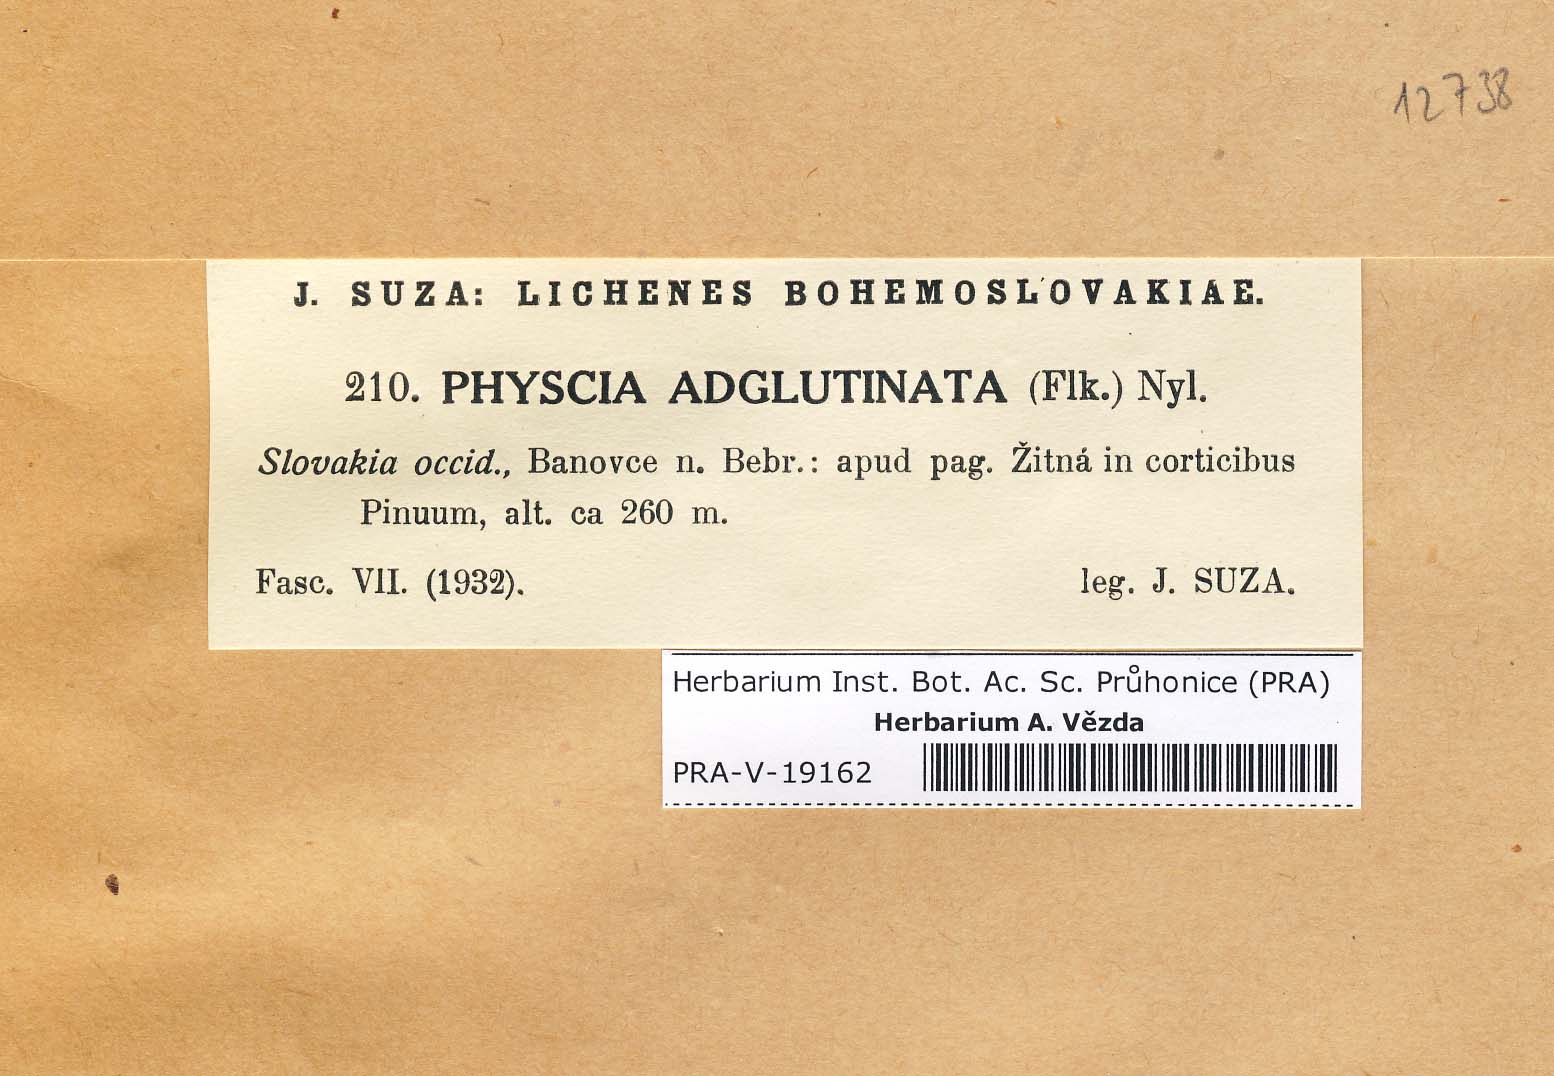 12738
J. SUZA: LICHENES BOHEMOSLOVAKIAE.
210. PHYSCIA ADGLUTINATA (Flk.) Nyl.
Slovakia occid., Banovce n. Bebr.: apud pag. Žitná in corticibus
Pinuum, alt. ca 260 m.
Fasc. VII. (1932). leg. J. SUZA.
Herbarium Inst. Bot. Ac. Sc. Průhonice (PRA)
Herbarium A. Vězda
PRA-V-19162